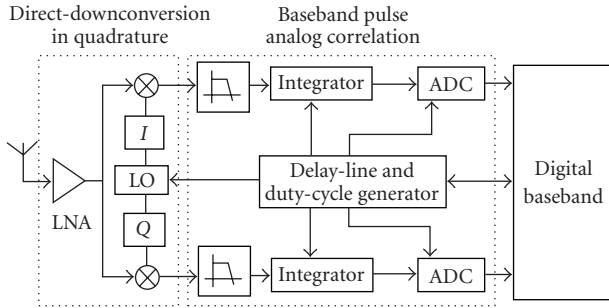 Direct-downconversion
in quadrature
Baseband pulse
analog correlation
Integrator
ADC
I
LO
LNA
Q
Delay-line and
duty-cycle generator
Digital
baseband
Integrator
ADC